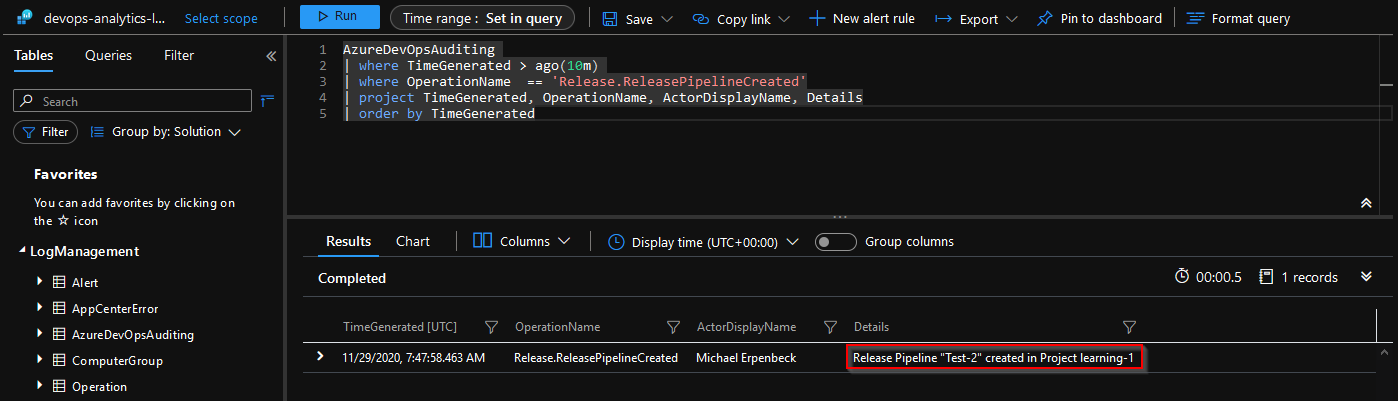 devops-analytics-l... Select scope Run Time range : Set in query Save Copy link New alert rule Export Pin to dashboard Format query
Tables Queries Filter
Search
Filter Group by: Solution
Favorites
You can add favorites by clicking on
the ☆ icon
LogManagement
Alert
AppCenterError
AzureDevOpsAuditing
ComputerGroup
Operation
1 AzureDevOpsAuditing
2 | where TimeGenerated > ago(10m)
3 | where OperationName  == 'Release.ReleasePipelineCreated'
4 | project TimeGenerated, OperationName, ActorDisplayName, Details
5 | order by TimeGenerated
Results Chart Columns Display time (UTC+00:00) Group columns
Completed 00:00.5 1 records
TimeGenerated [UTC] OperationName ActorDisplayName Details
11/29/2020, 7:47:58.463 AM Release.ReleasePipelineCreated Michael Erpenbeck Release Pipeline "Test-2" created in Project learning-1